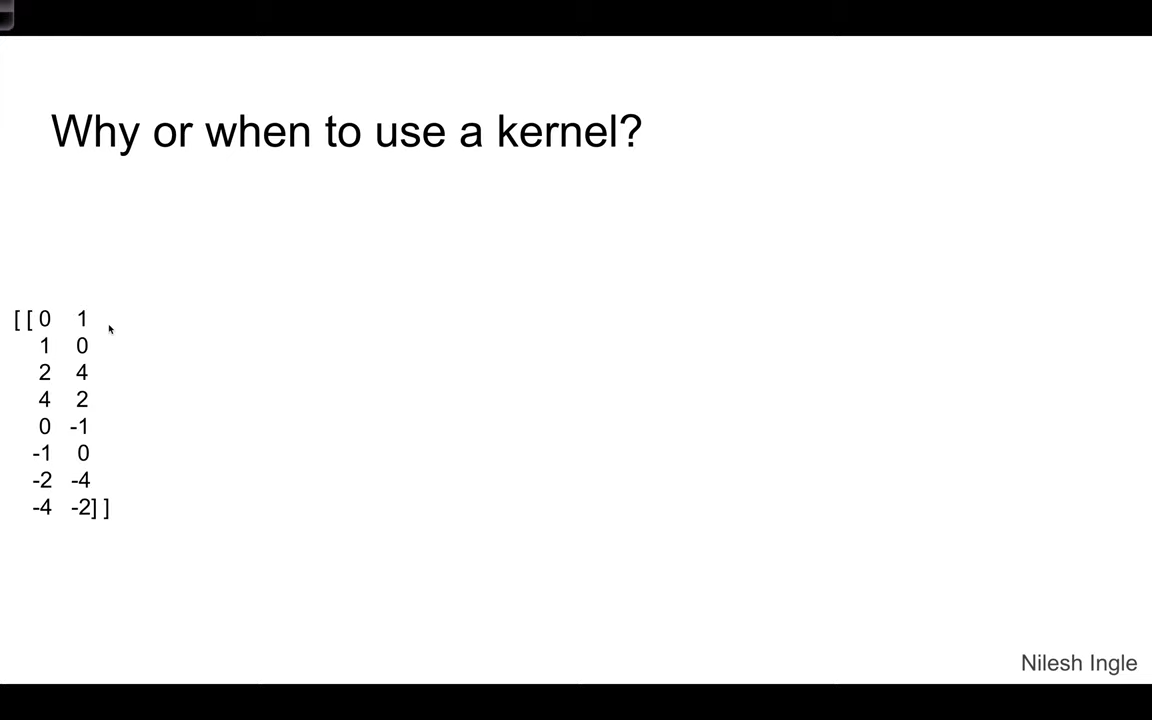 Why or when to use a kernel?
[ [ 0 1
1 0
2 4
4 2
0 -1
-1 0
-2 -4
-4 -2] ]
Nilesh Ingle